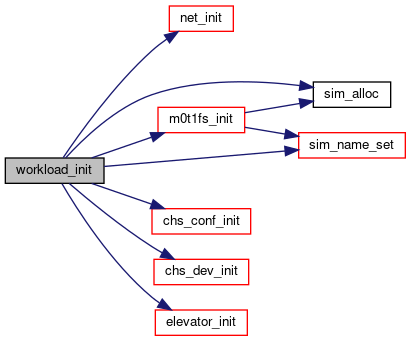 net_init
sim_alloc
m0t1fs_init
sim_name_set
workload_init
chs_conf_init
chs_dev_init
elevator_init